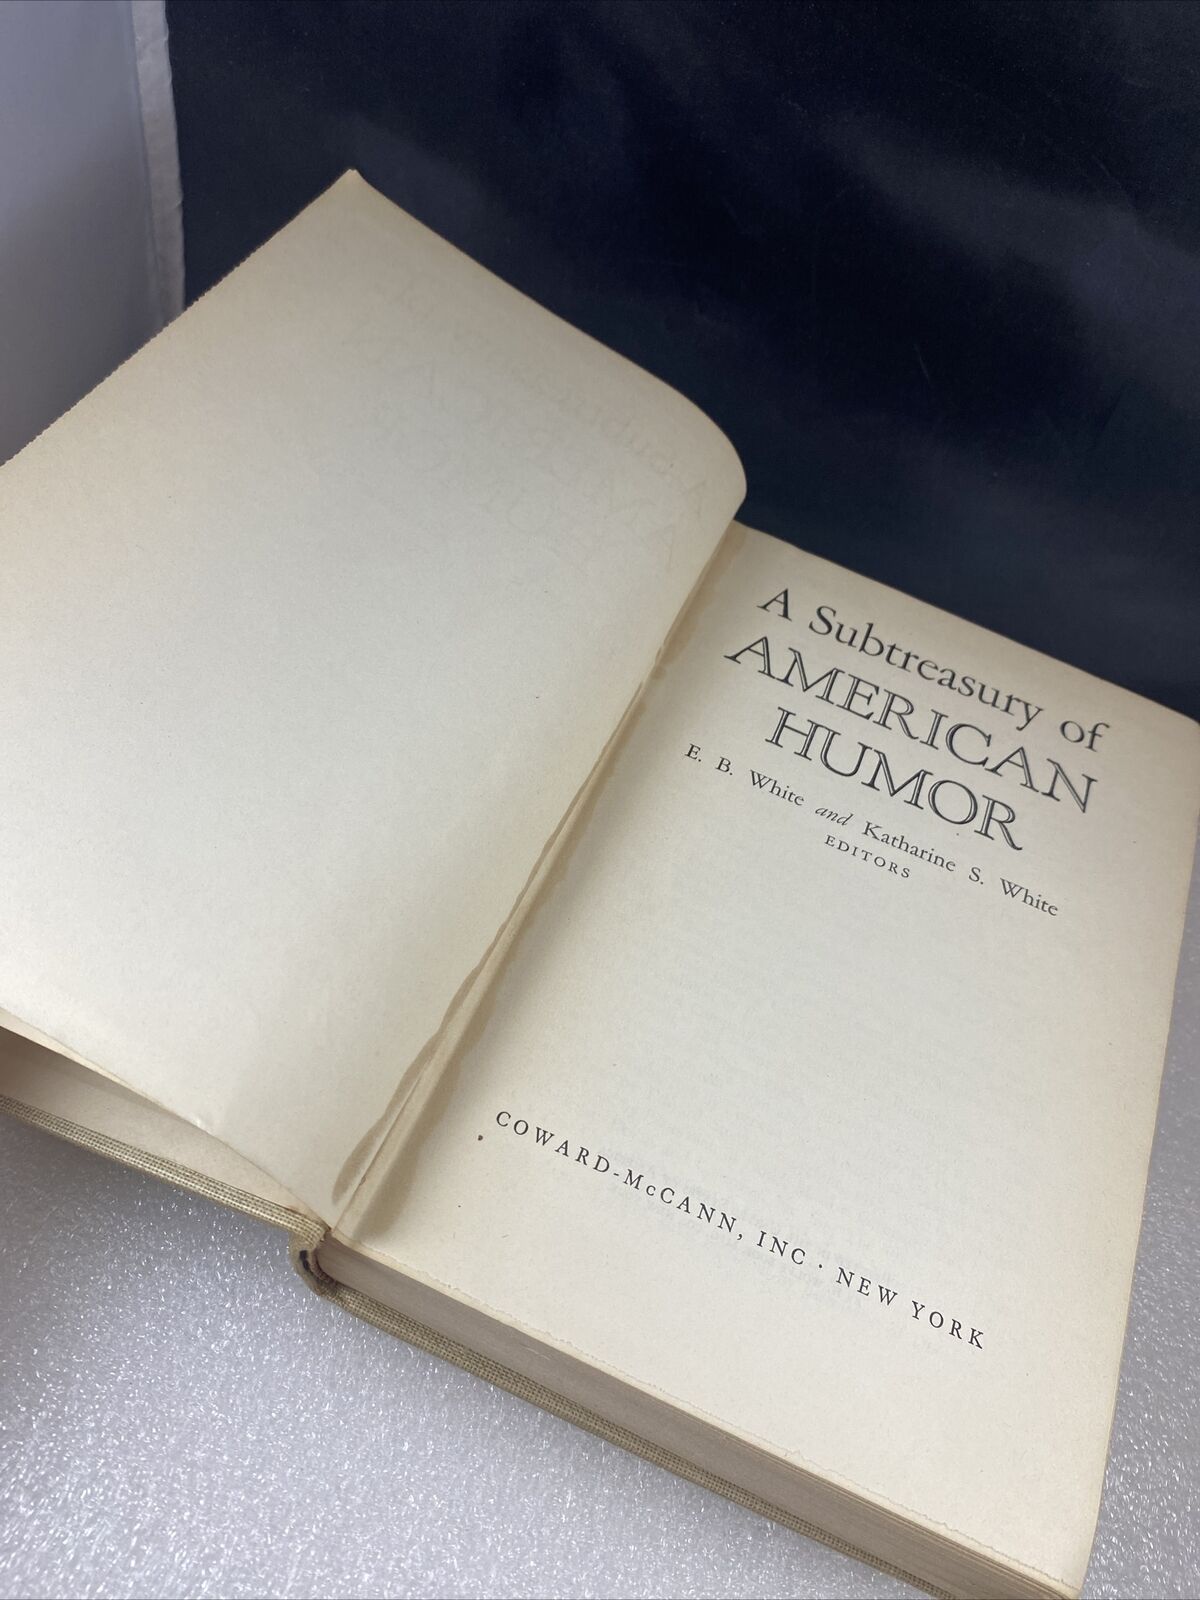 A Subtreasury of
AMERICAN
HUMOR
E. B. White and Katharine S. White
EDITORS
COWARD-McCANN, INC · NEW YORK